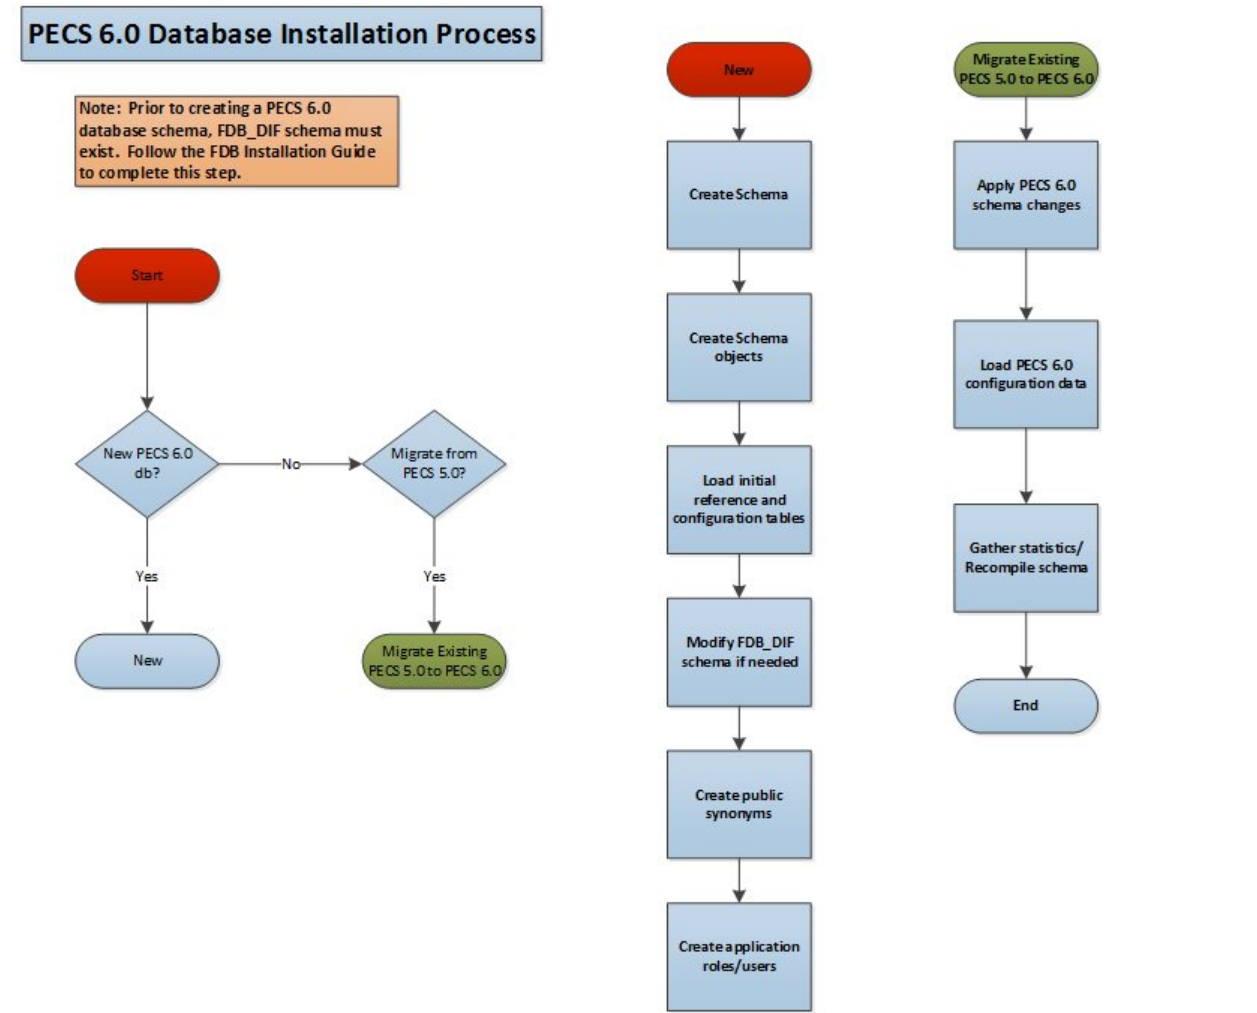 PECS 6.0 Database Installation Process
Note: Prior to creating a PECS 6.0
database schema, FDB_DIF schema must
exist. Follow the FDB Installation Guide
to complete this step.
Start
New PECS 6.0
db?
No
Migrate from
PECS 5.0?
Yes
Yes
New
Migrate Existing
PECS 5.0 to PECS 6.0
New
Create Schema
Create Schema
objects
Load initial
reference and
configuration tables
Modify FDB_DIF
schema if needed
Create public
synonyms
Create application
roles/users
Migrate Existing
PECS 5.0 to PECS 6.0
Apply PECS 6.0
schema changes
Load PECS 6.0
configuration data
Gather statistics/
Recompile schema
End